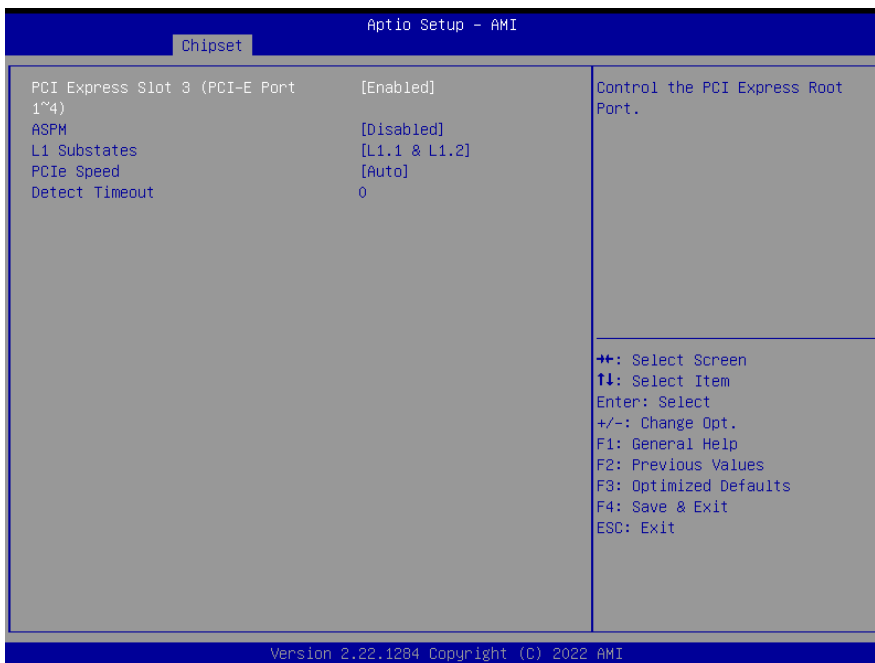 Aptio Setup – AMI
Chipset
PCI Express Slot 3 (PCI-E Port [Enabled]
1~4)
ASPM [Disabled]
L1 Substates [L1.1 & L1.2]
PCIe Speed [Auto]
Detect Timeout 0
Control the PCI Express Root
Port.
→←: Select Screen
↑↓: Select Item
Enter: Select
+/-: Change Opt.
F1: General Help
F2: Previous Values
F3: Optimized Defaults
F4: Save & Exit
ESC: Exit
Version 2.22.1284 Copyright (C) 2022 AMI